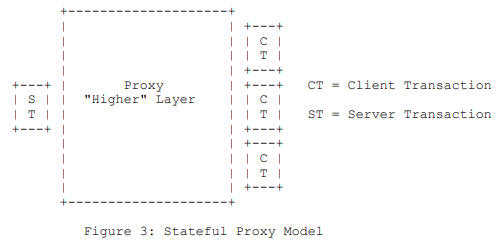 C
T
Proxy CT = Client Transaction
S "Higher" Layer C
T T ST = Server Transaction
C
T
Figure 3: Stateful Proxy Model